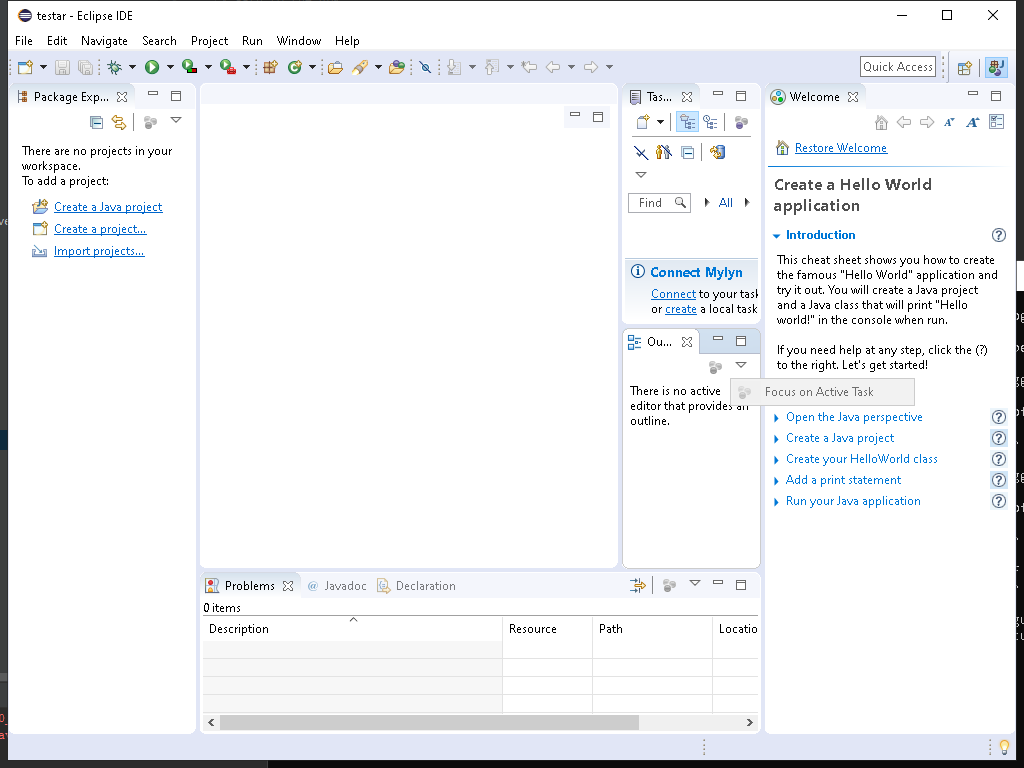 testar - Eclipse IDE
File Edit Navigate Search Project Run Window Help
Quick Access
Package Exp...
There are no projects in your
workspace.
To add a project:
Create a Java project
Create a project...
Import projects...
Tas...
Find
All
Connect Mylyn
Connect to your task
or create a local task
Ou...
There is no active
editor that provides an
outline.
Focus on Active Task
Welcome
Restore Welcome
Create a Hello World
application
Introduction
This cheat sheet shows you how to create
the famous "Hello World" application and
try it out. You will create a Java project
and a Java class that will print "Hello
world!" in the console when run.
If you need help at any step, click the (?)
to the right. Let's get started!
Open the Java perspective
Create a Java project
Create your HelloWorld class
Add a print statement
Run your Java application
Problems @ Javadoc Declaration
0 items
Description Resource Path Locatio